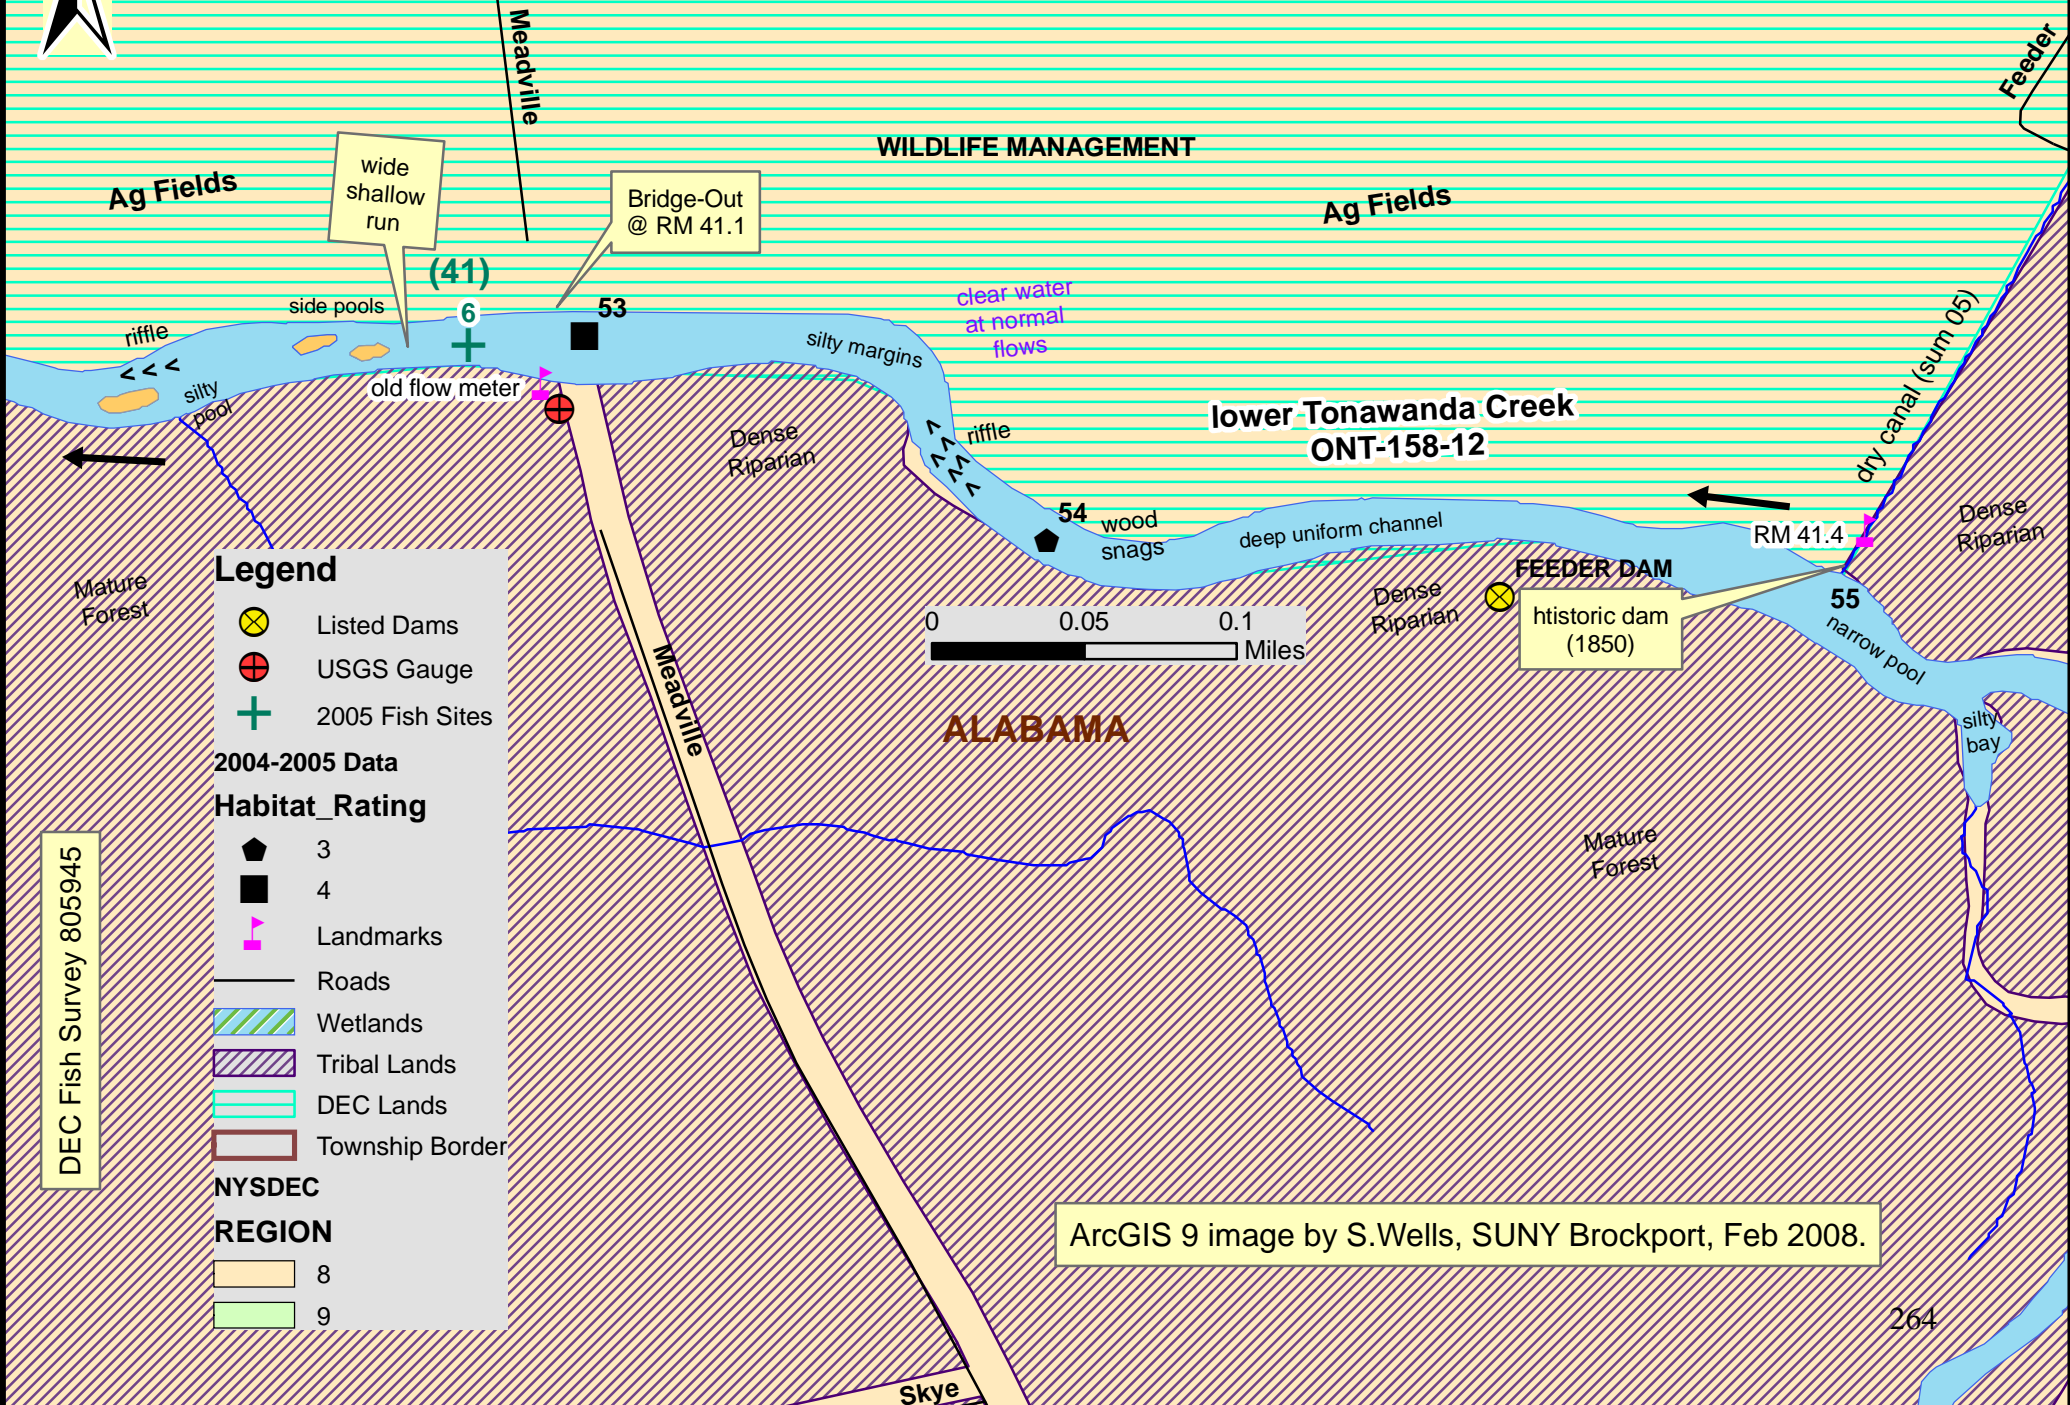 Meadville
Feeder
WILDLIFE MANAGEMENT
wide
shallow
run
Ag Fields
Bridge-Out
@ RM 41.1
Ag Fields
(41)
6
53
side pools
riffle
silty margins
clear water
at normal
flows
dry canal (sum 05)
silty
pool
old flow meter
Dense
Riparian
riffle
lower Tonawanda Creek
ONT-158-12
54
wood
snags
deep uniform channel
RM 41.4
Dense
Riparian
Mature
Forest
FEEDER DAM
Dense
Riparian
htistoric dam
(1850)
55
narrow pool
silty
bay
0 0.05 0.1
Miles
Meadville
ALABAMA
Mature
Forest
Legend
Listed Dams
USGS Gauge
2005 Fish Sites
2004-2005 Data
Habitat_Rating
3
4
Landmarks
Roads
Wetlands
Tribal Lands
DEC Lands
Township Border
NYSDEC
REGION
8
9
DEC Fish Survey 805945
ArcGIS 9 image by S.Wells, SUNY Brockport, Feb 2008.
264
Skye